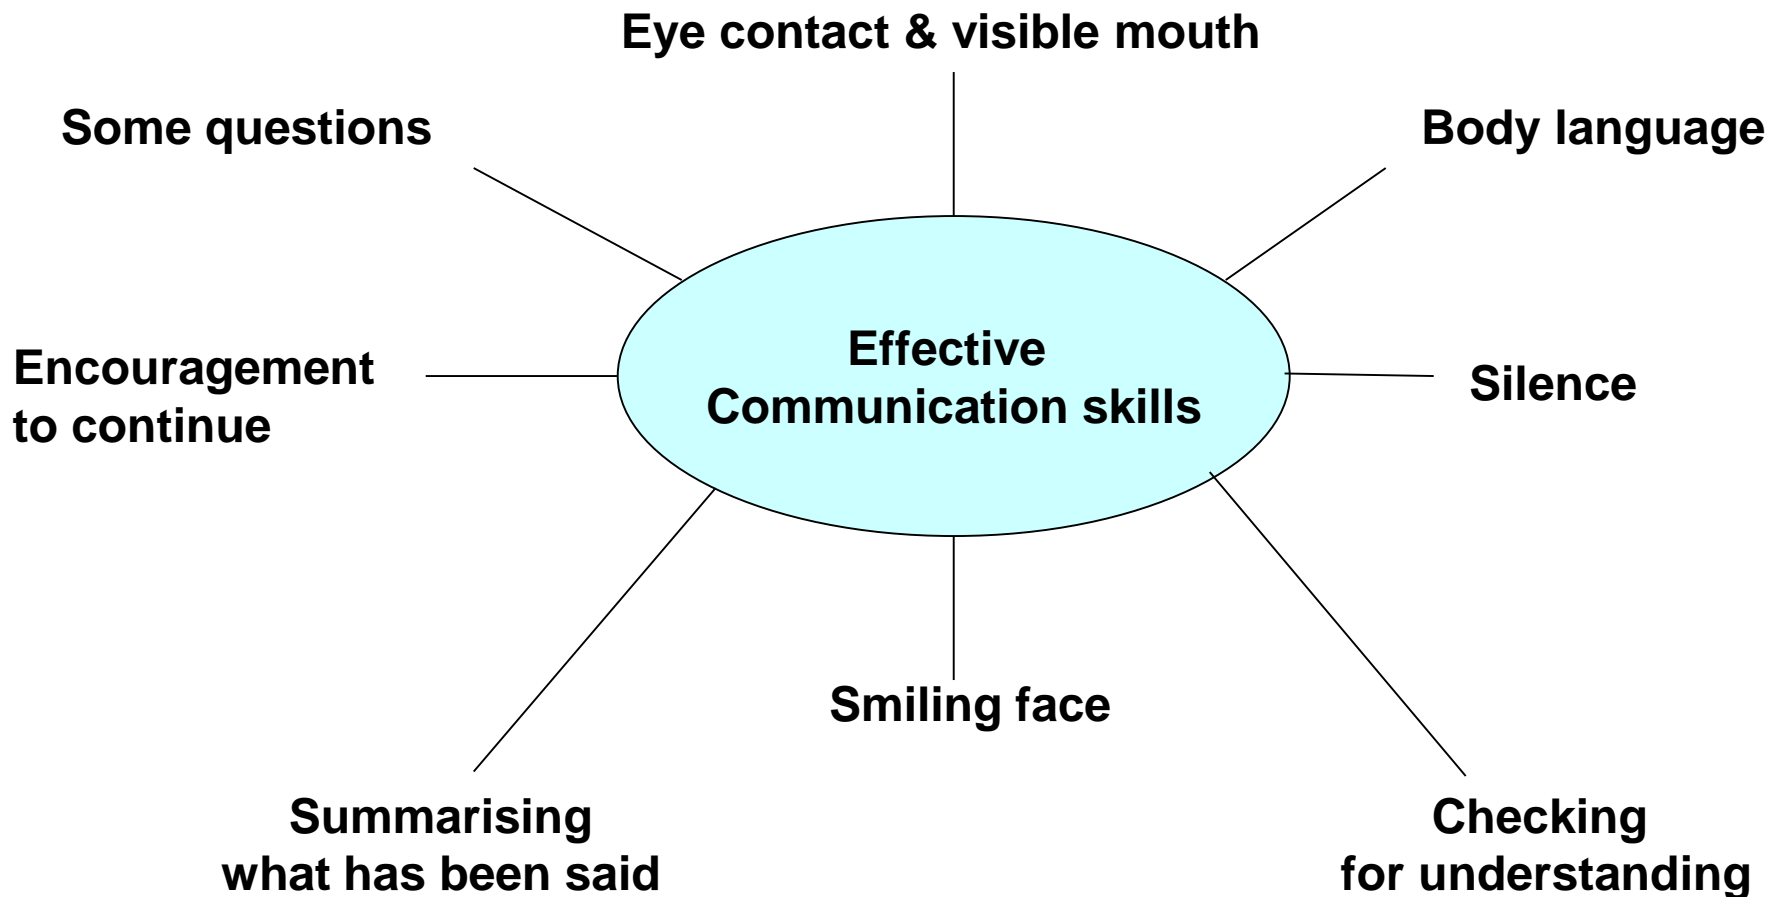 Eye contact & visible mouth
Some questions
Body language
Effective
Communication skills
Encouragement
to continue
Silence
Smiling face
Summarising
what has been said
Checking
for understanding